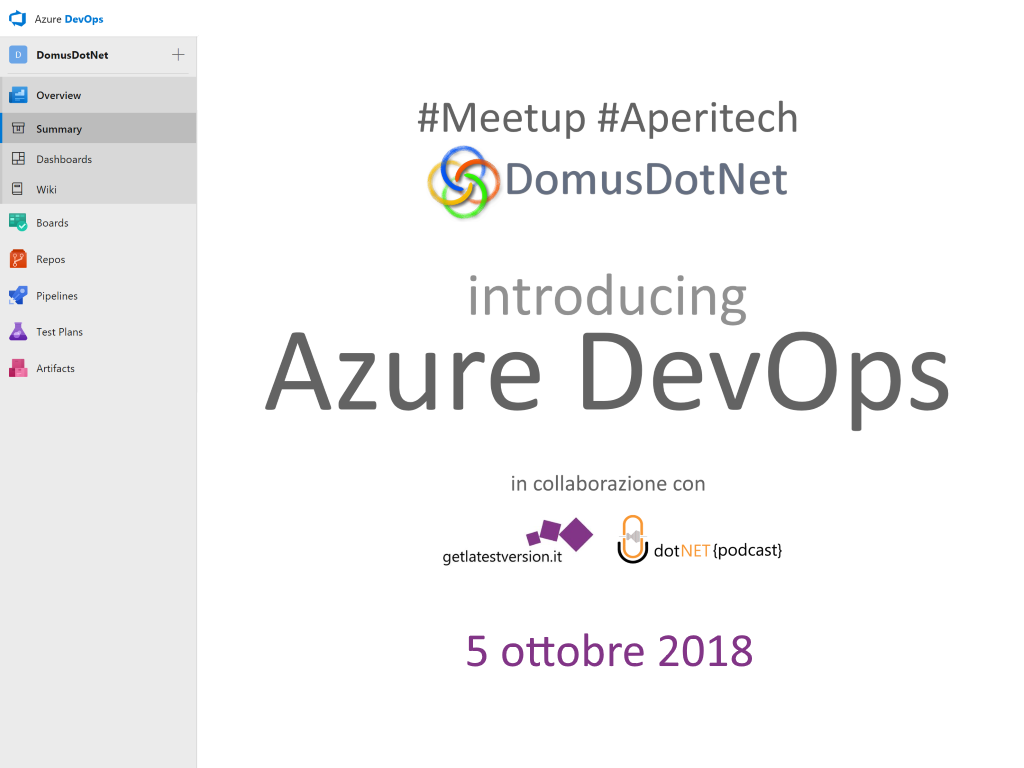 Azure DevOps
D DomusDotNet
Overview
Summary
Dashboards
Wiki
Boards
Repos
Pipelines
Test Plans
Artifacts
#Meetup #Aperitech
DomusDotNet
introducing
Azure DevOps
in collaborazione con
getlatestversion.it
dotNET{podcast}
5 ottobre 2018